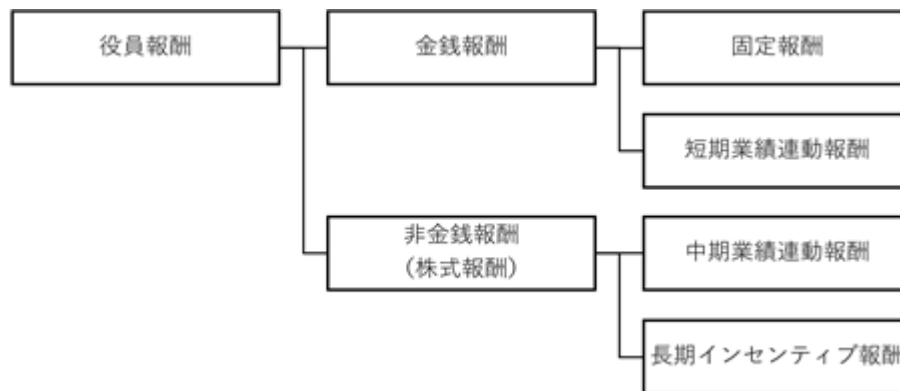 役員報酬
金銭報酬
固定報酬
短期業績連動報酬
非金銭報酬
(株式報酬)
中期業績連動報酬
長期インセンティブ報酬